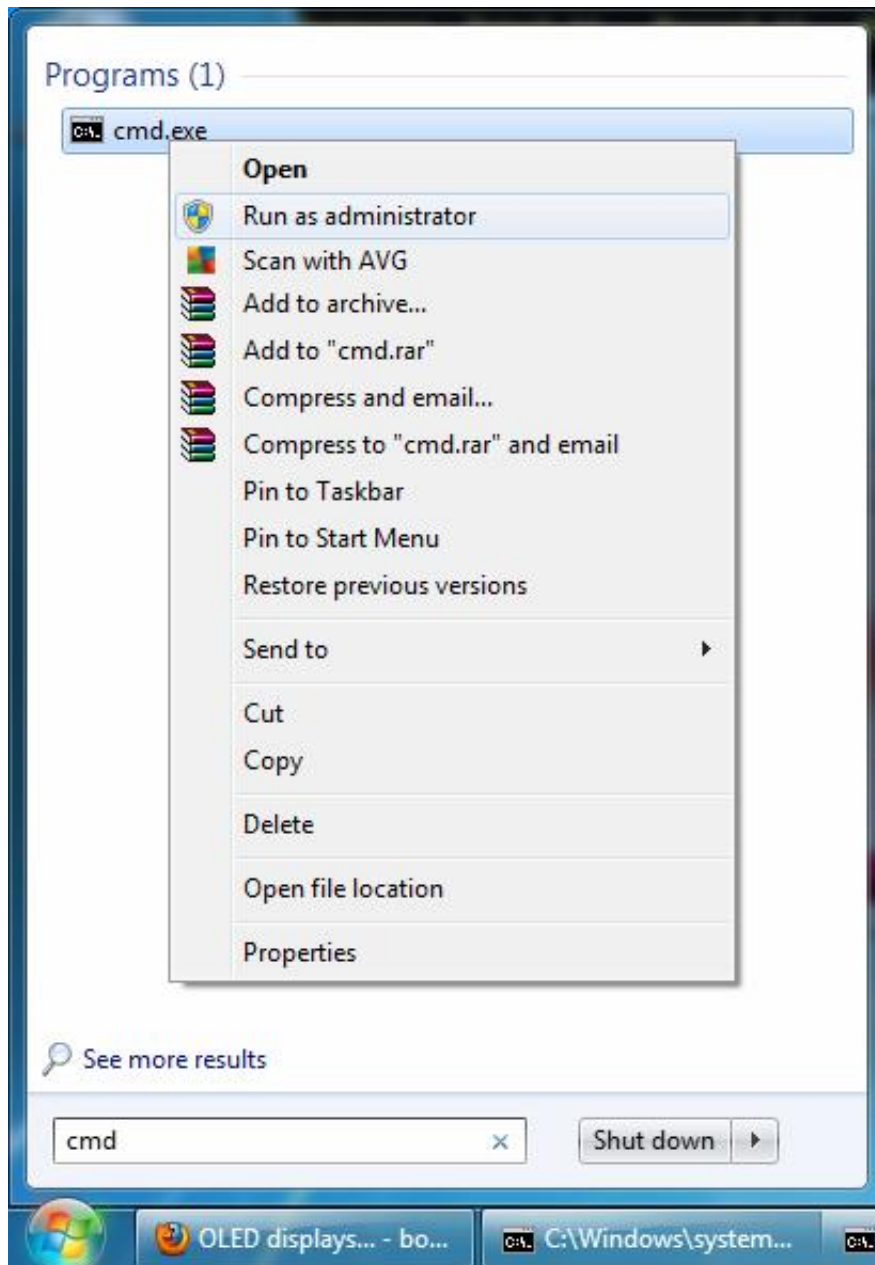 Programs (1)
cmd.exe
Open
Run as administrator
Scan with AVG
Add to archive...
Add to "cmd.rar"
Compress and email...
Compress to "cmd.rar" and email
Pin to Taskbar
Pin to Start Menu
Restore previous versions
Send to
Cut
Copy
Delete
Open file location
Properties
See more results
cmd
Shut down
OLED displays... - bo...
C:\Windows\system...